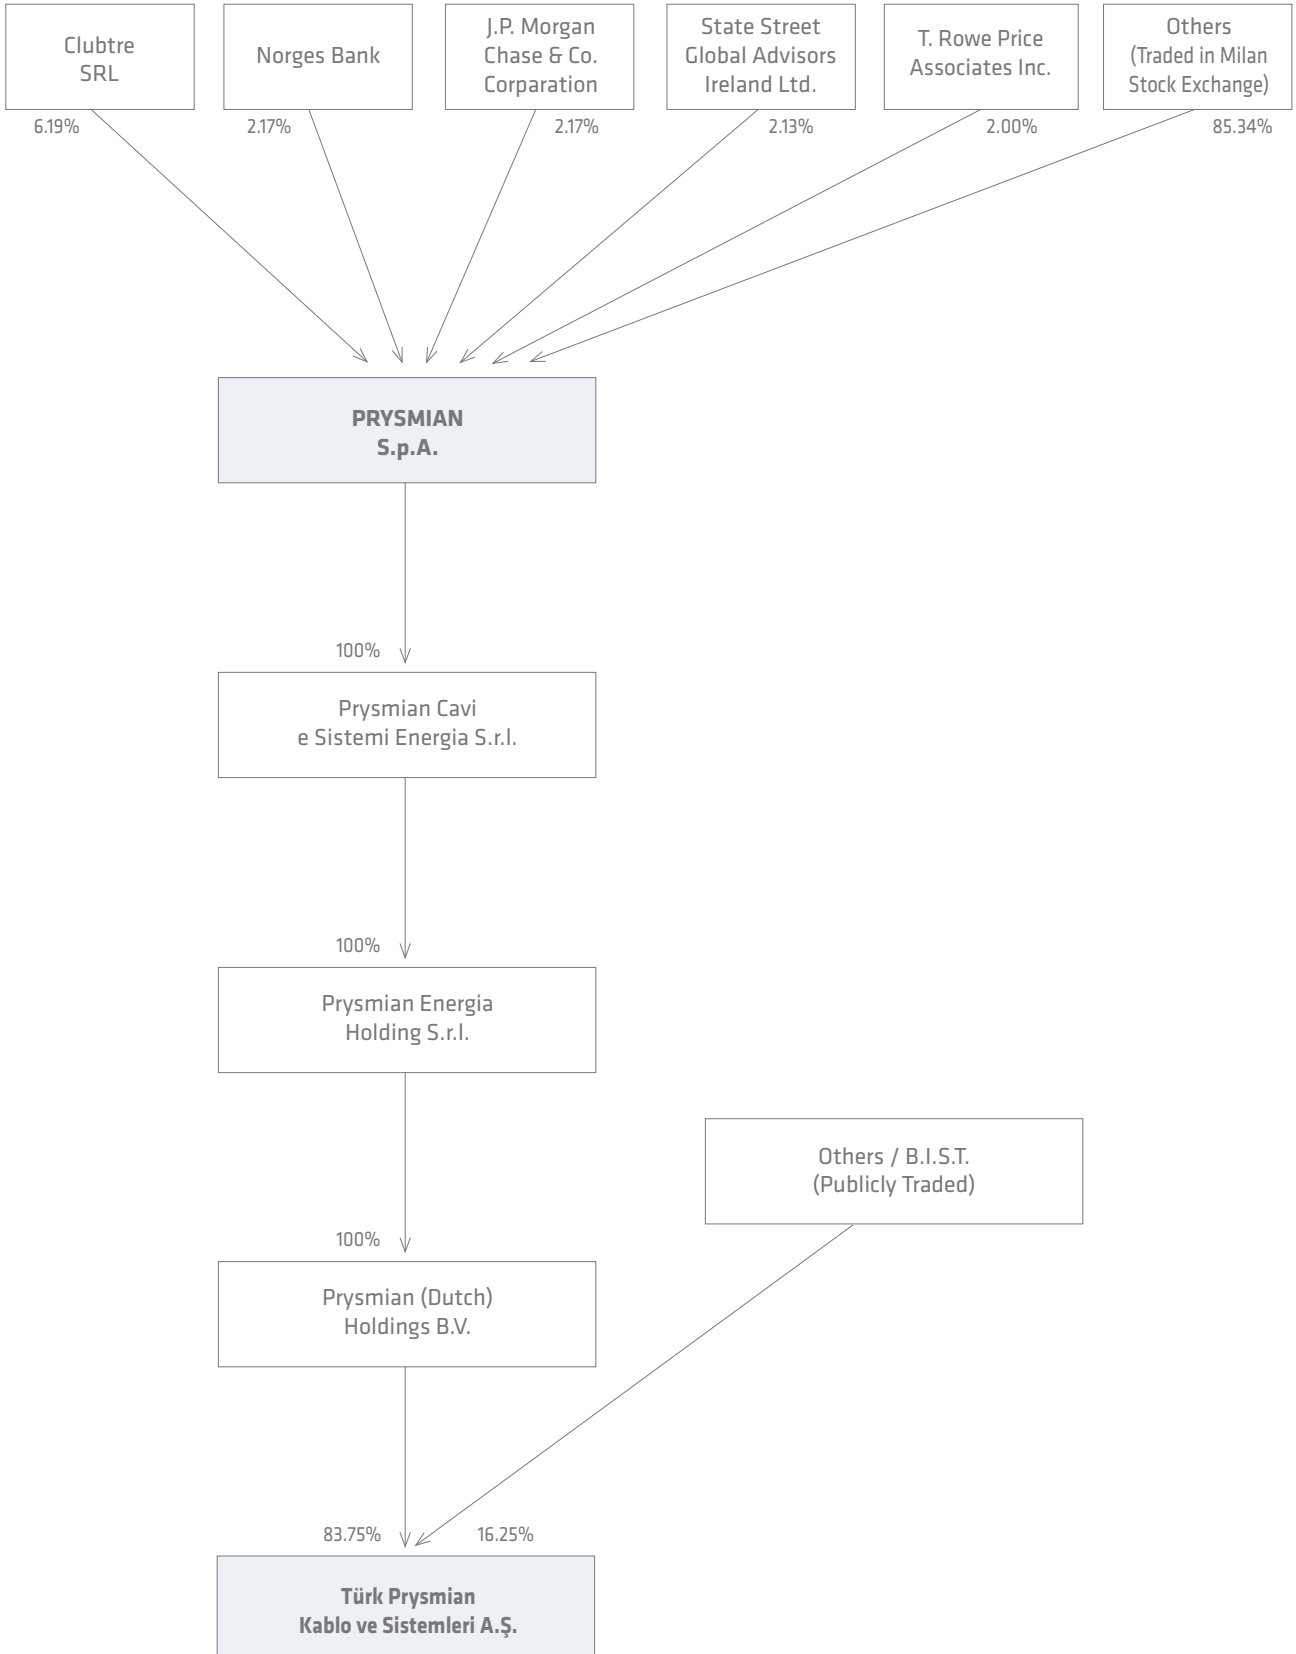 Clubtre
SRL
Norges Bank
J.P. Morgan
Chase & Co.
Corparation
State Street
Global Advisors
Ireland Ltd.
T. Rowe Price
Associates Inc.
Others
(Traded in Milan
Stock Exchange)
6.19%
2.17%
2.17%
2.13%
2.00%
85.34%
PRYSMIAN
S.p.A.
100%
Prysmian Cavi
e Sistemi Energia S.r.l.
100%
Prysmian Energia
Holding S.r.l.
Others / B.I.S.T.
(Publicly Traded)
100%
Prysmian (Dutch)
Holdings B.V.
83.75%
16.25%
Türk Prysmian
Kablo ve Sistemleri A.Ş.